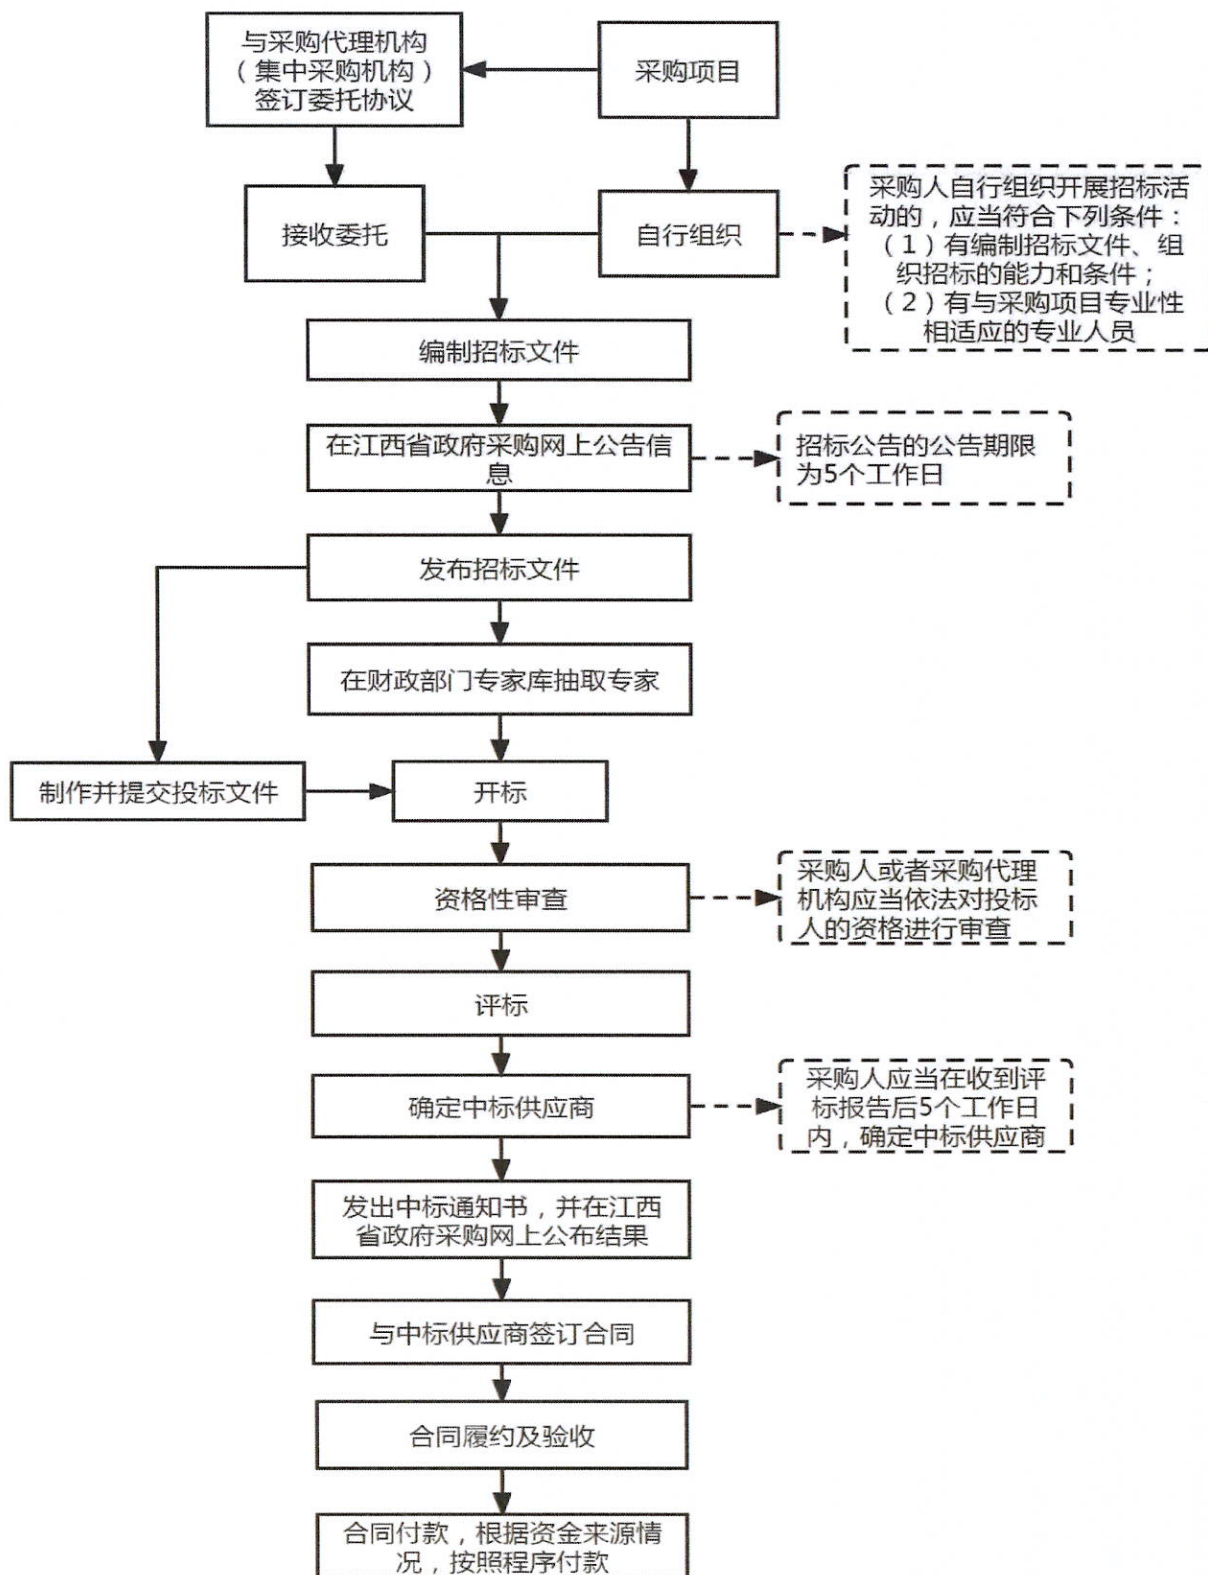 与采购代理机构
（集中采购机构）
签订委托协议
采购项目
接收委托
自行组织
采购人自行组织开展招标活
动的，应当符合下列条件：
（1）有编制招标文件、组
织招标的能力和条件；
（2）有与采购项目专业性
相适应的专业人员
编制招标文件
在江西省政府采购网上公告信
息
招标公告的公告期限
为5个工作日
发布招标文件
在财政部门专家库抽取专家
制作并提交投标文件
开标
资格性审查
采购人或者采购代理
机构应当依法对投标
人的资格进行审查
评标
确定中标供应商
采购人应当在收到评
标报告后5个工作日
内，确定中标供应商
发出中标通知书，并在江西
省政府采购网上公布结果
与中标供应商签订合同
合同履约及验收
合同付款，根据资金来源情
况，按照程序付款